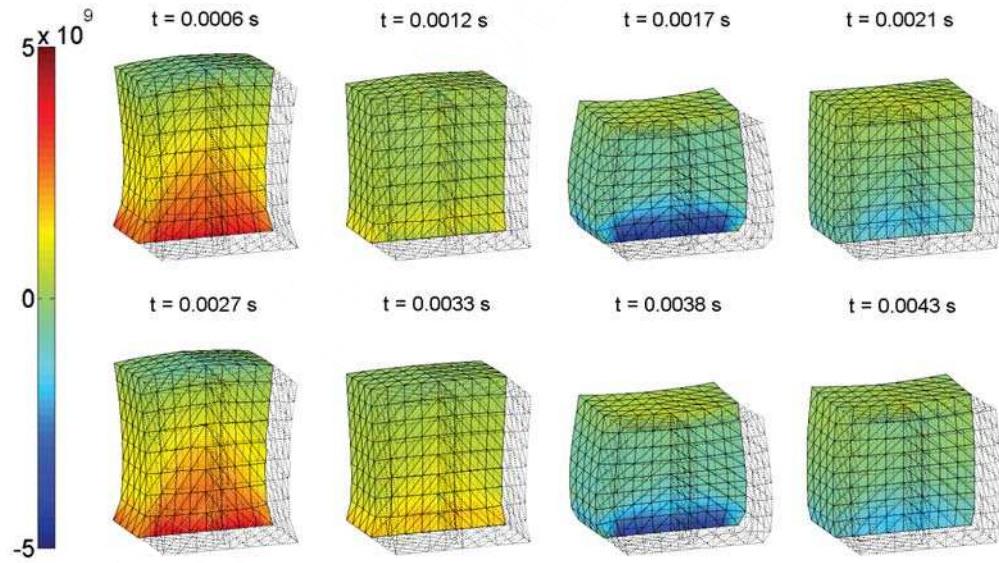 t = 0.0006 s
t = 0.0012 s
t = 0.0017 s
t = 0.0021 s
5 x 10^9
0
-5
t = 0.0027 s
t = 0.0033 s
t = 0.0038 s
t = 0.0043 s